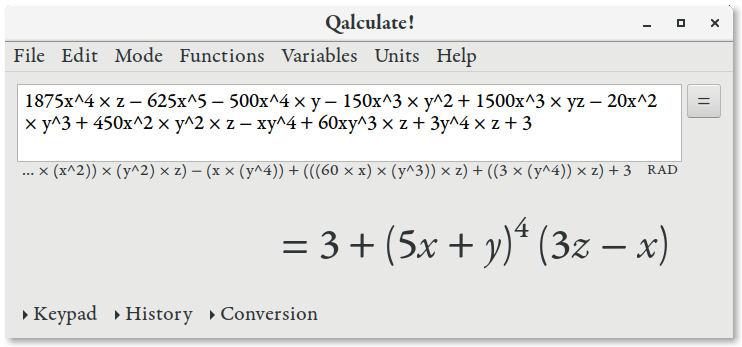 Qalculate!
File Edit Mode Functions Variables Units Help
1875x^4 × z − 625x^5 − 500x^4 × y − 150x^3 × y^2 + 1500x^3 × yz − 20x^2
× y^3 + 450x^2 × y^2 × z − xy^4 + 60xy^3 × z + 3y^4 × z + 3
=
... × (x^2)) × (y^2) × z) − (x × (y^4)) + (((60 × x) × (y^3)) × z) + ((3 × (y^4)) × z) + 3 RAD
= 3 + (5x + y)⁴ (3z − x)
Keypad History Conversion